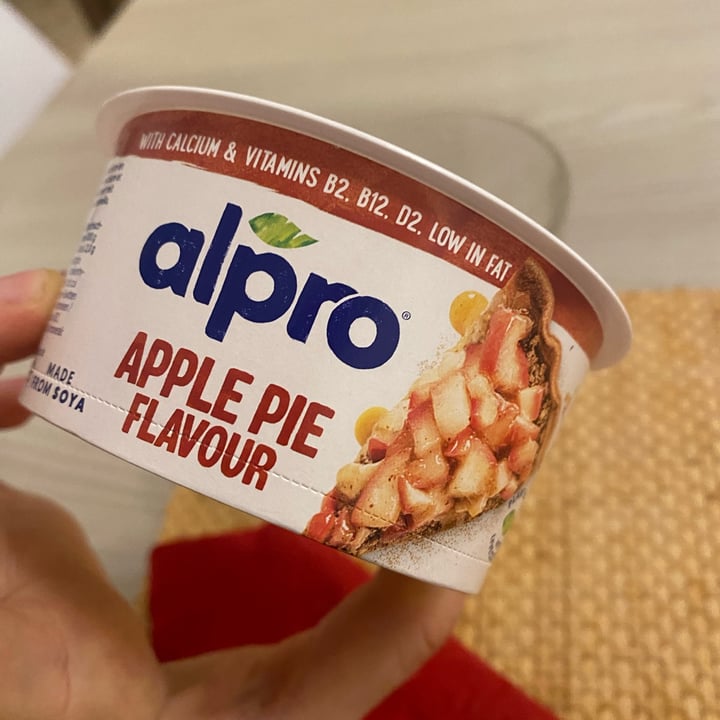 WITH CALCIUM & VITAMINS B2, B12, D2. LOW IN FAT
alpro®
APPLE PIE
FLAVOUR
MADE
FROM SOYA